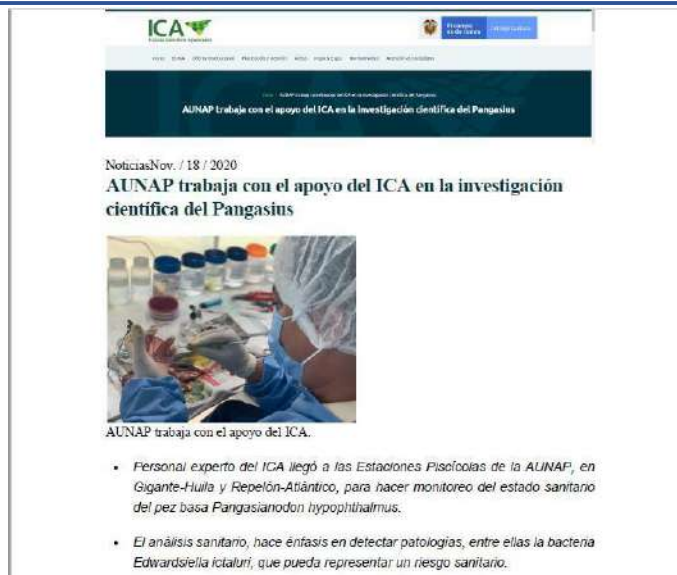 ICA
AUNAP trabaja con el apoyo del ICA en la investigación científica del Pangasius
NoticiasNov. / 18 / 2020
AUNAP trabaja con el apoyo del ICA en la investigación
científica del Pangasius
AUNAP trabaja con el apoyo del ICA.
• Personal experto del ICA llegó a las Estaciones Piscícolas de la AUNAP, en
Gigante-Huila y Repelón-Atlántico, para hacer monitoreo del estado sanitario
del pez basa Pangasianodon hypophthalmus.
• El análisis sanitario, hace énfasis en detectar patologías, entre ellas la bacteria
Edwardsiella ictaluri, que pueda representar un riesgo sanitario.